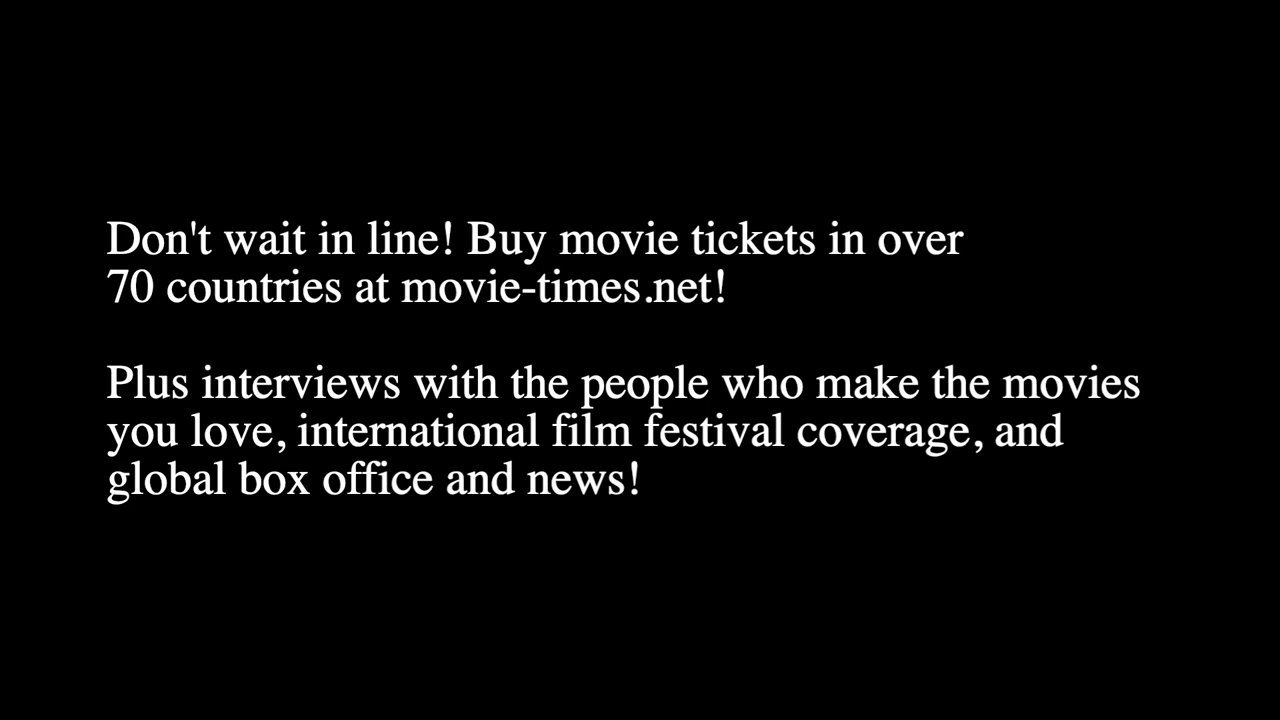 Don't wait in line! Buy movie tickets in over
70 countries at movie-times.net!
Plus interviews with the people who make the movies
you love, international film festival coverage, and
global box office and news!